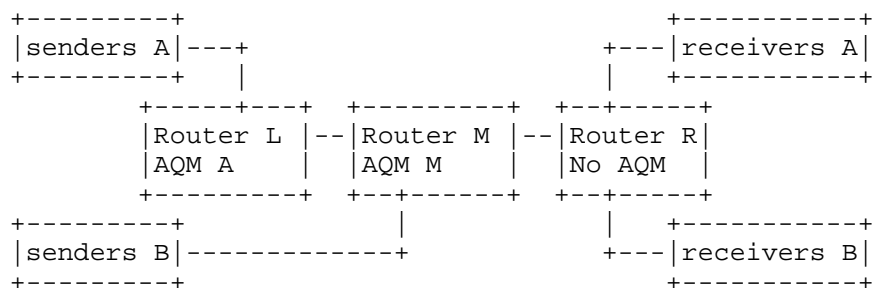 senders A receivers A
Router L Router M Router R
AQM A AQM M No AQM
senders B receivers B